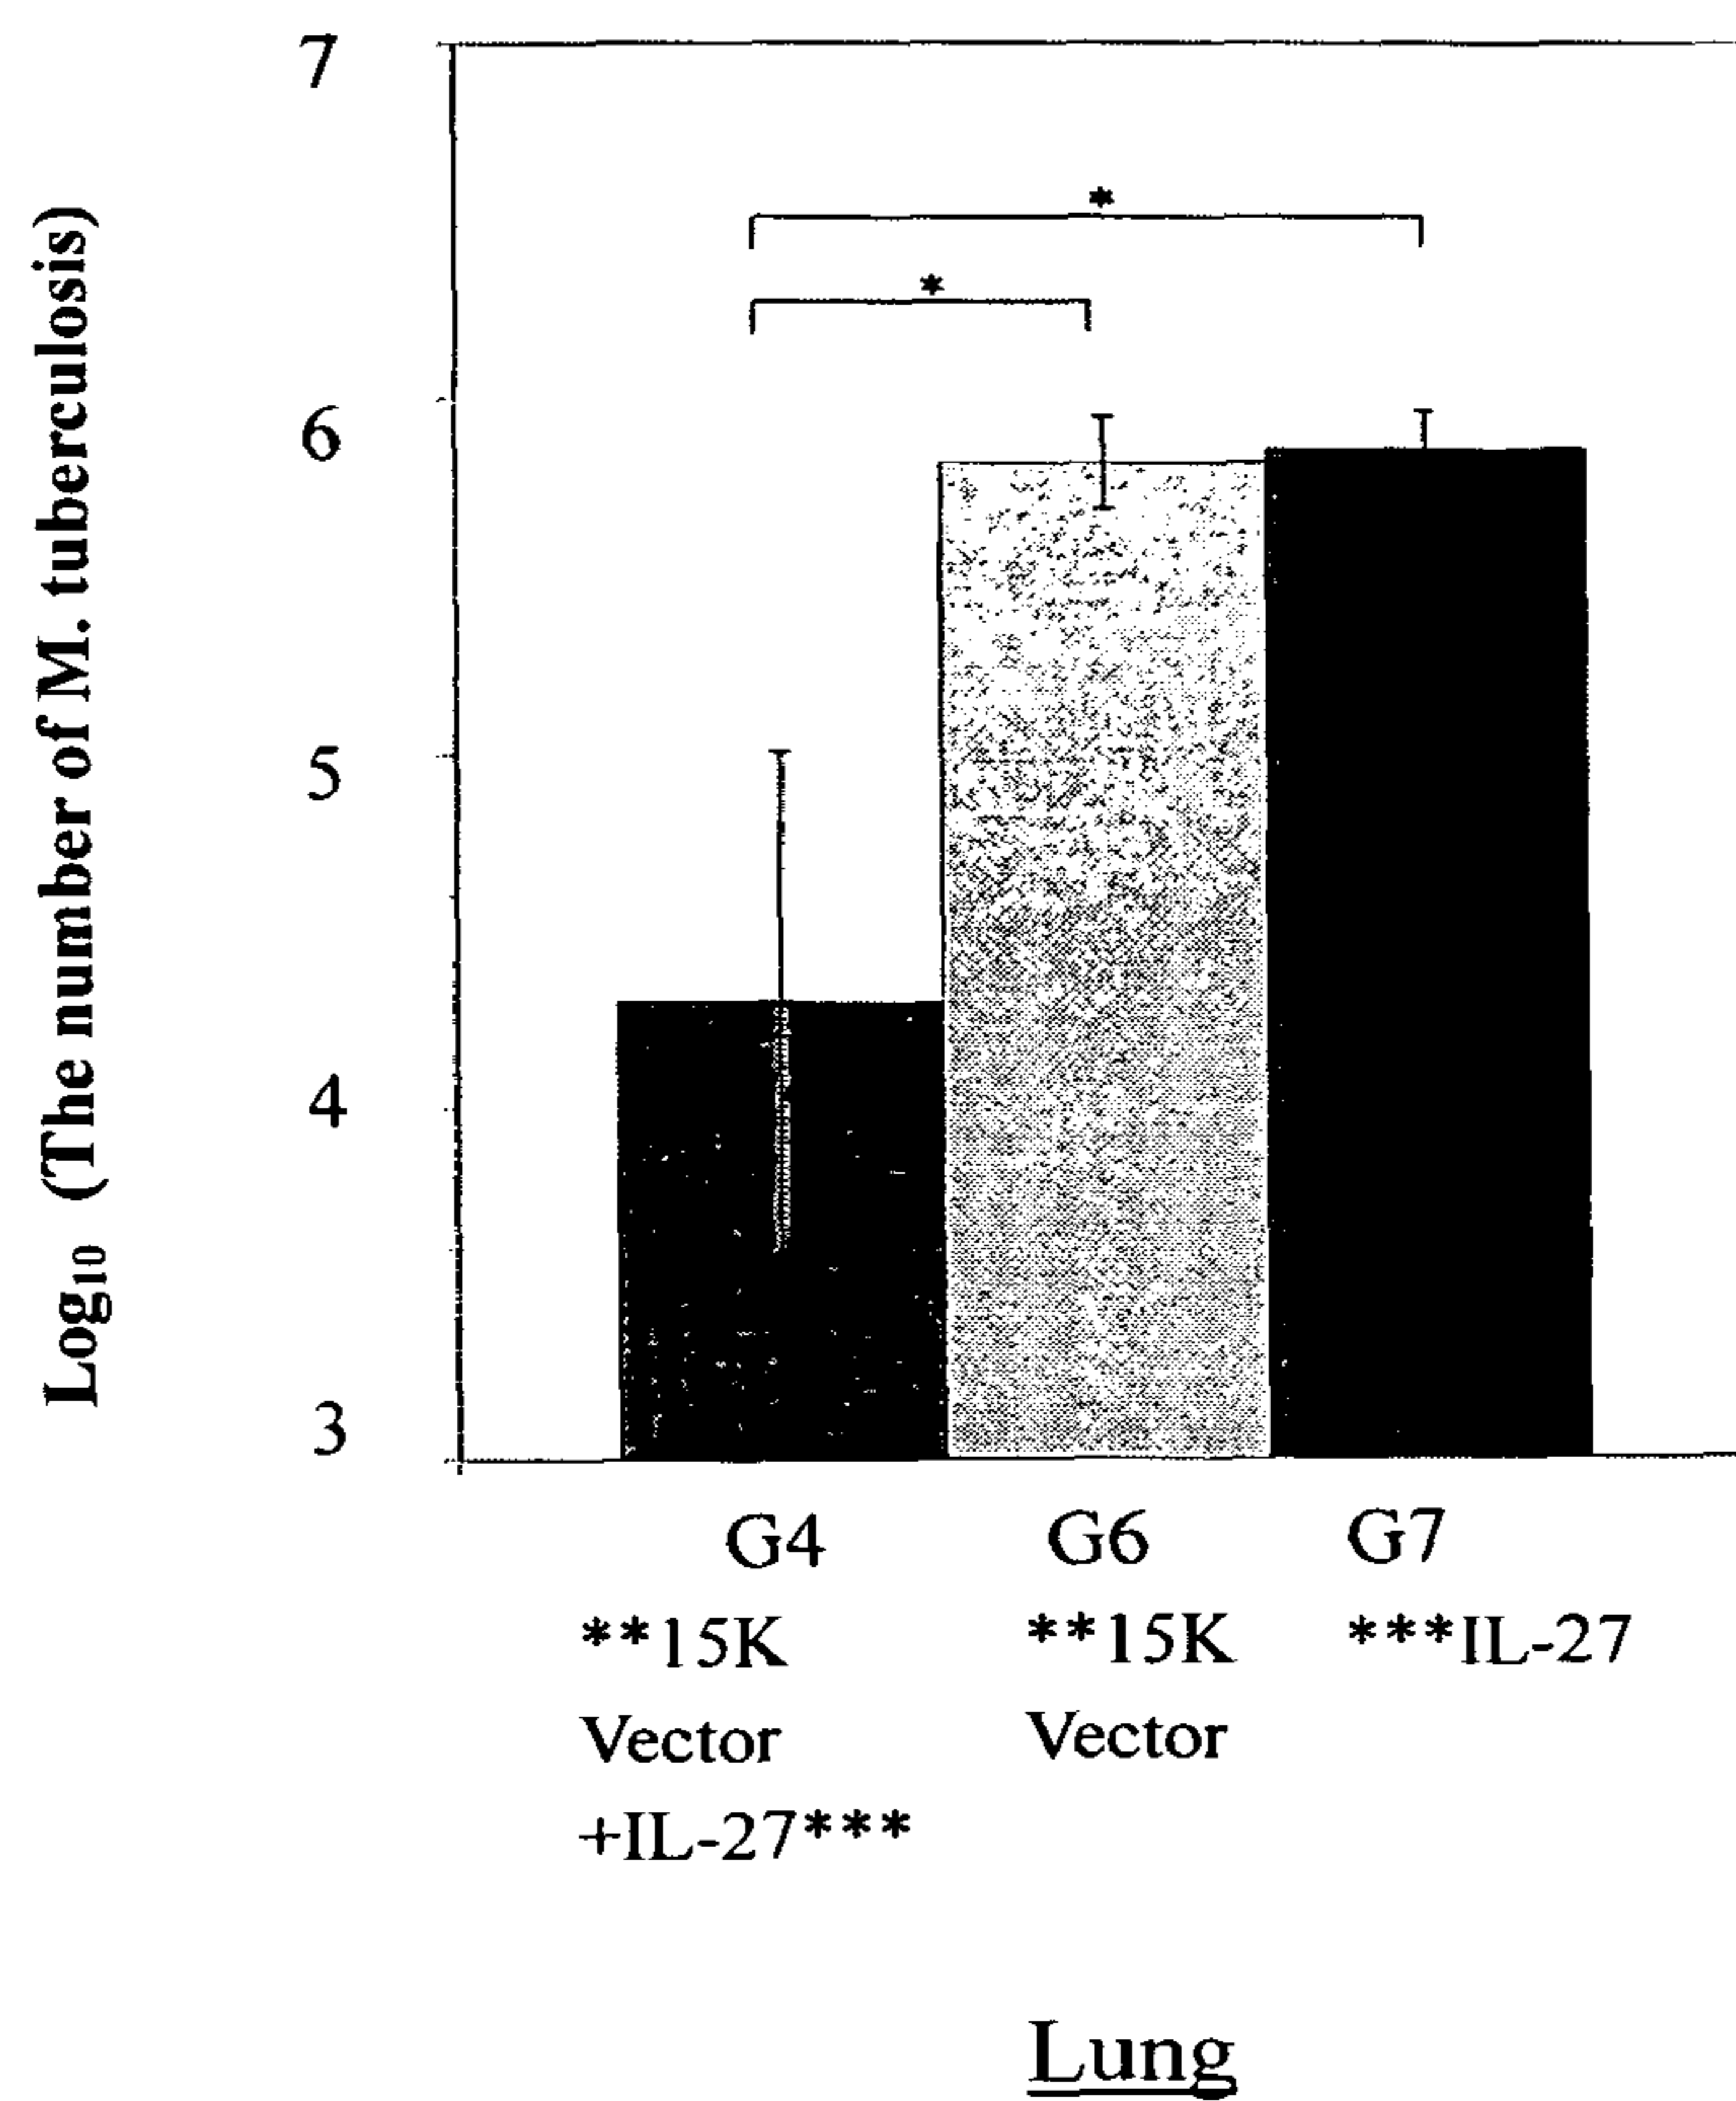 Log10 (The number of M. tuberculosis)
7
6
5
4
3
*
*
G4 G6 G7
**15K **15K ***IL-27
Vector Vector
+IL-27***
Lung